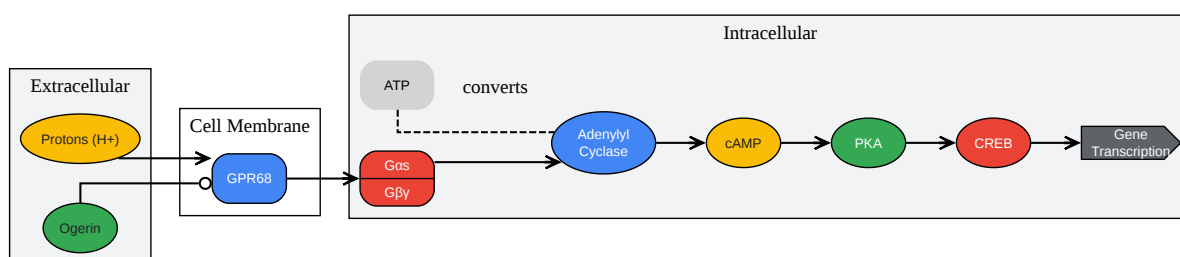 Extracellular
Protons (H+)
Ogerin
Cell Membrane
GPR68
Intracellular
ATP
converts
Gαs
Gβγ
Adenylyl
Cyclase
cAMP
PKA
CREB
Gene
Transcription